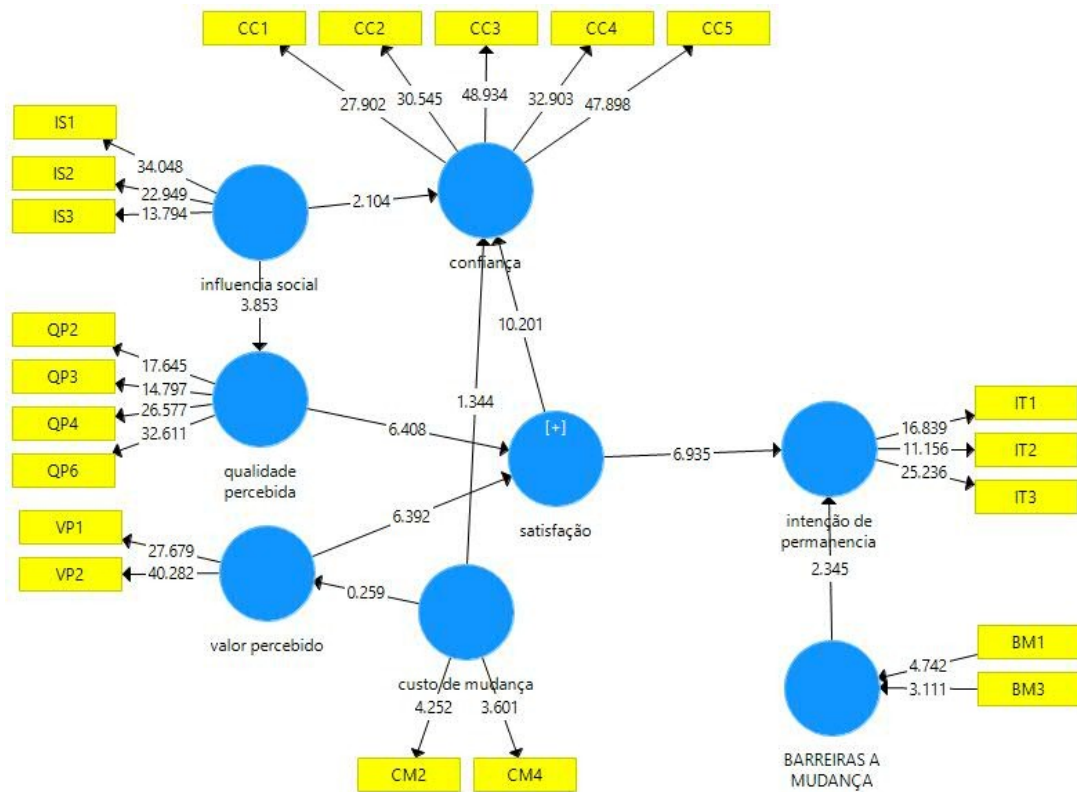 CC1 CC2 CC3 CC4 CC5
27.902 30.545 48.934 32.903 47.898
IS1
34.048
IS2
22.949
IS3
13.794
2.104
confiança
influencia social
3.853
10.201
QP2
17.645
QP3
14.797
QP4
26.577
QP6
32.611
1.344
6.408
[+]
6.935
IT1
16.839
IT2
11.156
IT3
25.236
qualidade
percebida
satisfação
intenção de
permanencia
6.392
VP1
27.679
VP2
40.282
0.259
2.345
valor percebido
custo de mudança
4.252 3.601
CM2 CM4
BM1
4.742
BM3
3.111
BARREIRAS A
MUDANÇA